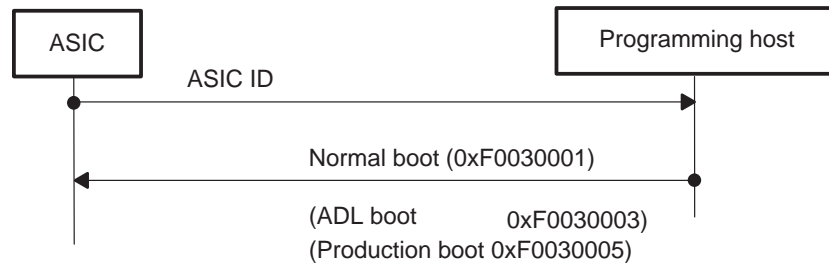 ASIC
Programming host
ASIC ID
Normal boot (0xF0030001)
(ADL boot 0xF0030003)
(Production boot 0xF0030005)